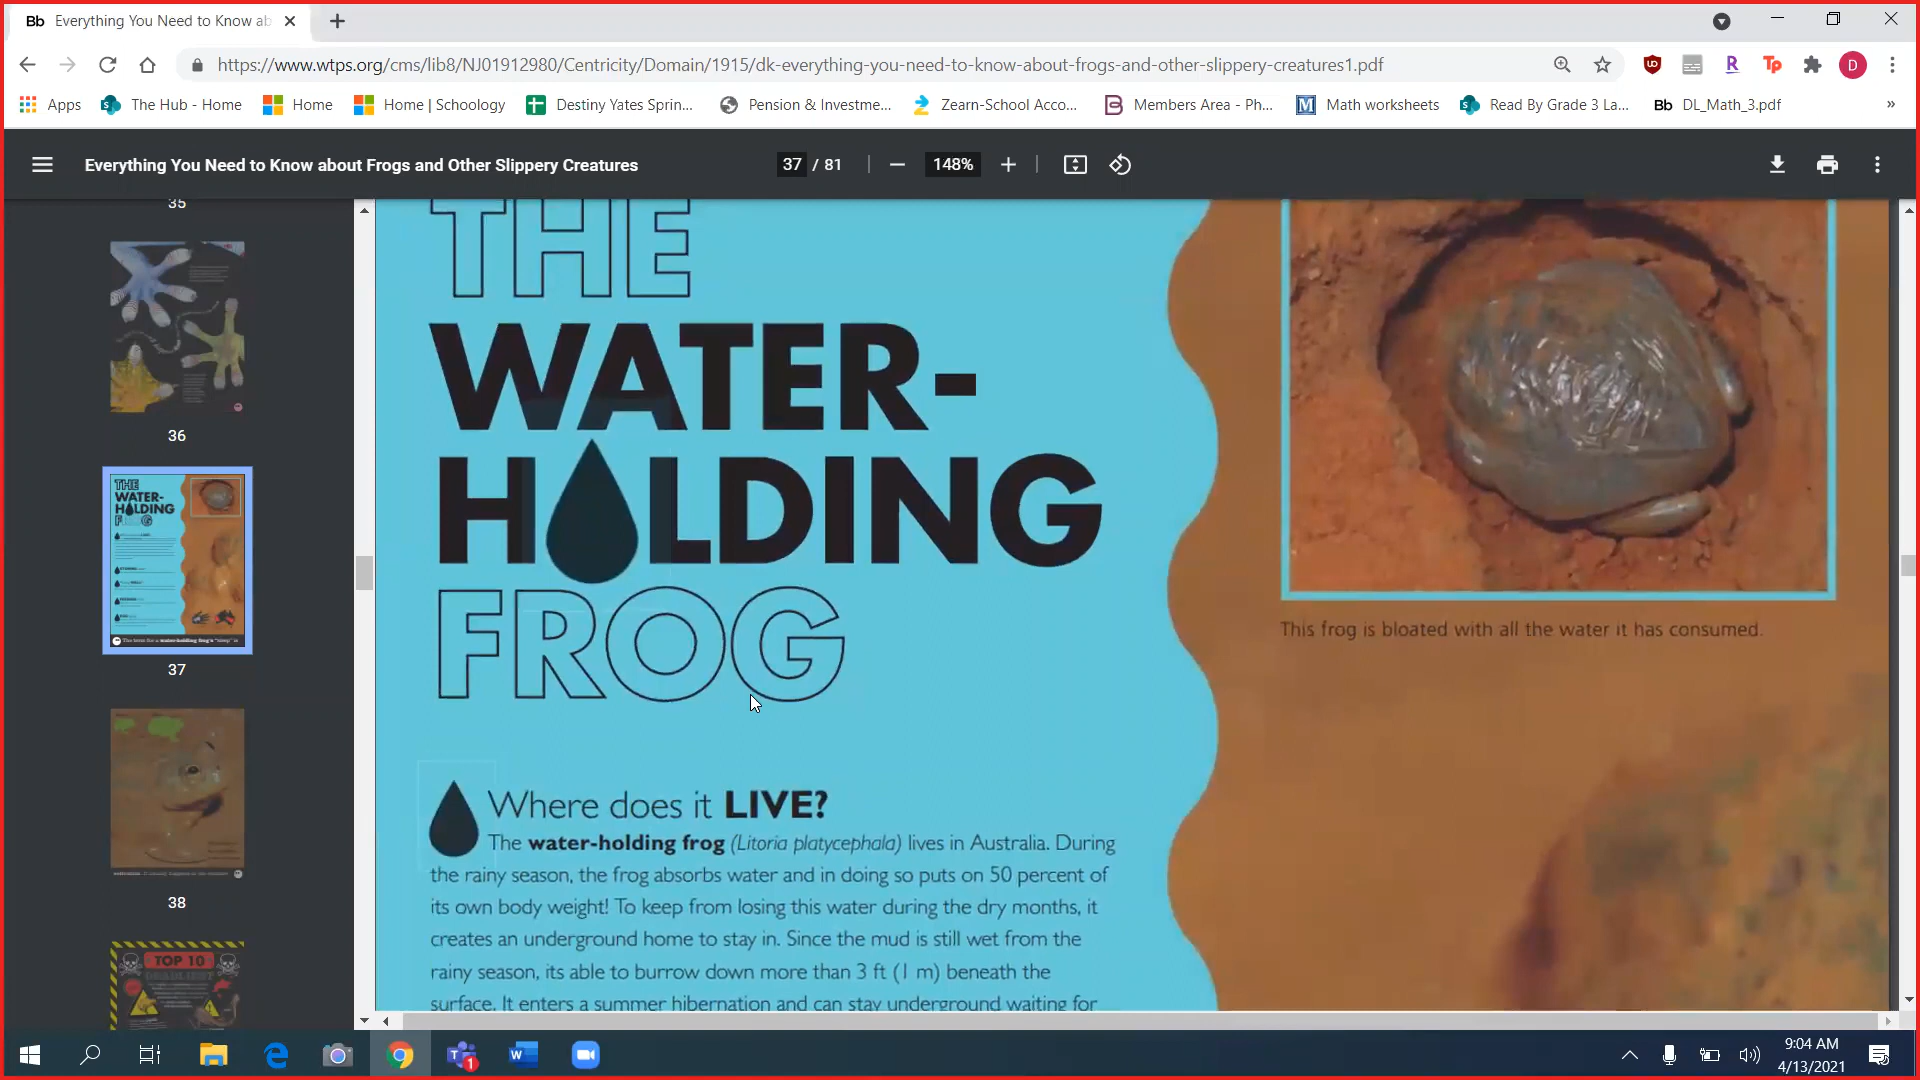 Bb Everything You Need to Know ab
https://www.wtps.org/cms/lib8/NJ01912980/Centricity/Domain/1915/dk-everything-you-need-to-know-about-frogs-and-other-slippery-creatures1.pdf
Apps The Hub - Home Home Home | Schoology Destiny Yates Sprin... Pension & Investme... Zearn-School Acco... Members Area - Ph... Math worksheets Read By Grade 3 La... Bb DL_Math_3.pdf »
Everything You Need to Know about Frogs and Other Slippery Creatures 37 / 81 148%
35
36
THE
WATER-
HOLDING
FROG
37
38
TOP 10
DEADLIEST
THE
WATER-
HOLDING
FROG
This frog is bloated with all the water it has consumed.
Where does it LIVE?
The water-holding frog (Litoria platycephala) lives in Australia. During
the rainy season, the frog absorbs water and in doing so puts on 50 percent of
its own body weight! To keep from losing this water during the dry months, it
creates an underground home to stay in. Since the mud is still wet from the
rainy season, its able to burrow down more than 3 ft (1 m) beneath the
surface. It enters a summer hibernation and can stay underground waiting for
9:04 AM
4/13/2021